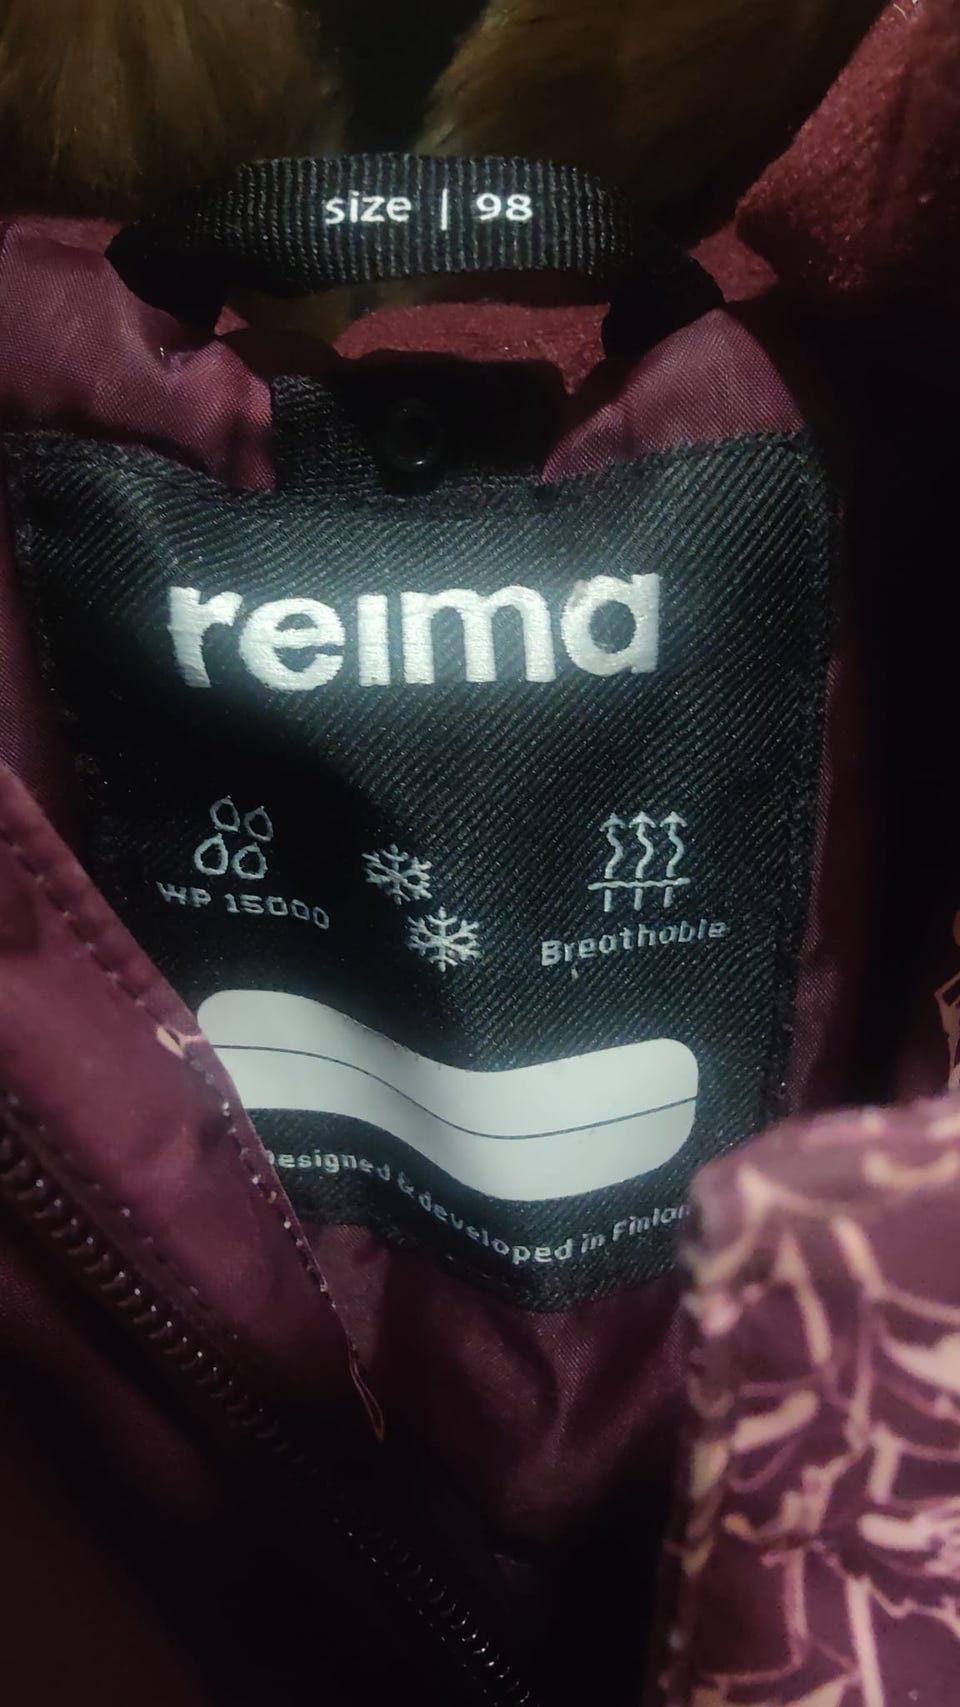 size | 98
reima
WP 15000
Breathable
Designed & developed in Finlan